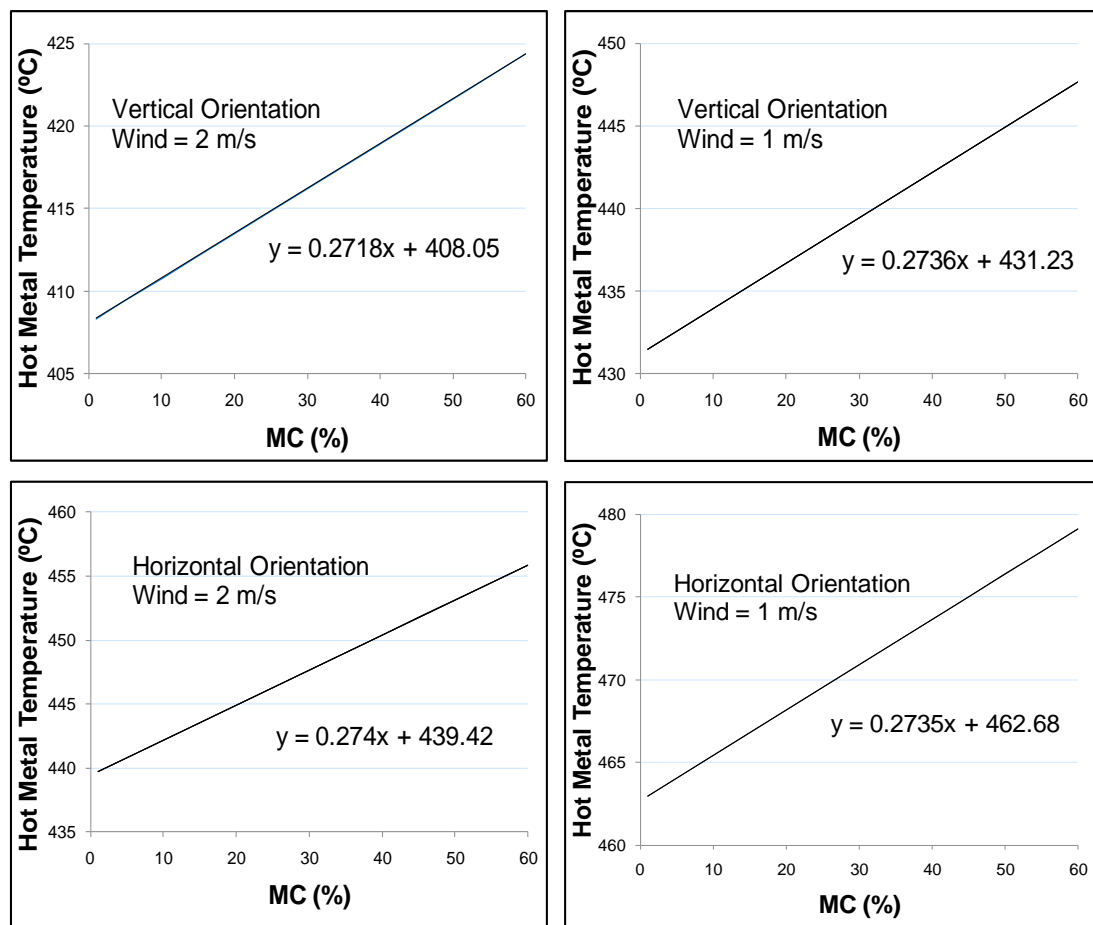 Hot Metal Temperature (ºC)
425
420
415
410
405
Vertical Orientation
Wind = 2 m/s
y = 0.2718x + 408.05
0 10 20 30 40 50 60
MC (%)
Hot Metal Temperature (ºC)
450
445
440
435
430
Vertical Orientation
Wind = 1 m/s
y = 0.2736x + 431.23
0 10 20 30 40 50 60
MC (%)
Hot Metal Temperature (ºC)
460
455
450
445
440
435
Horizontal Orientation
Wind = 2 m/s
y = 0.274x + 439.42
0 10 20 30 40 50 60
MC (%)
Hot Metal Temperature (ºC)
480
475
470
465
460
Horizontal Orientation
Wind = 1 m/s
y = 0.2735x + 462.68
0 10 20 30 40 50 60
MC (%)